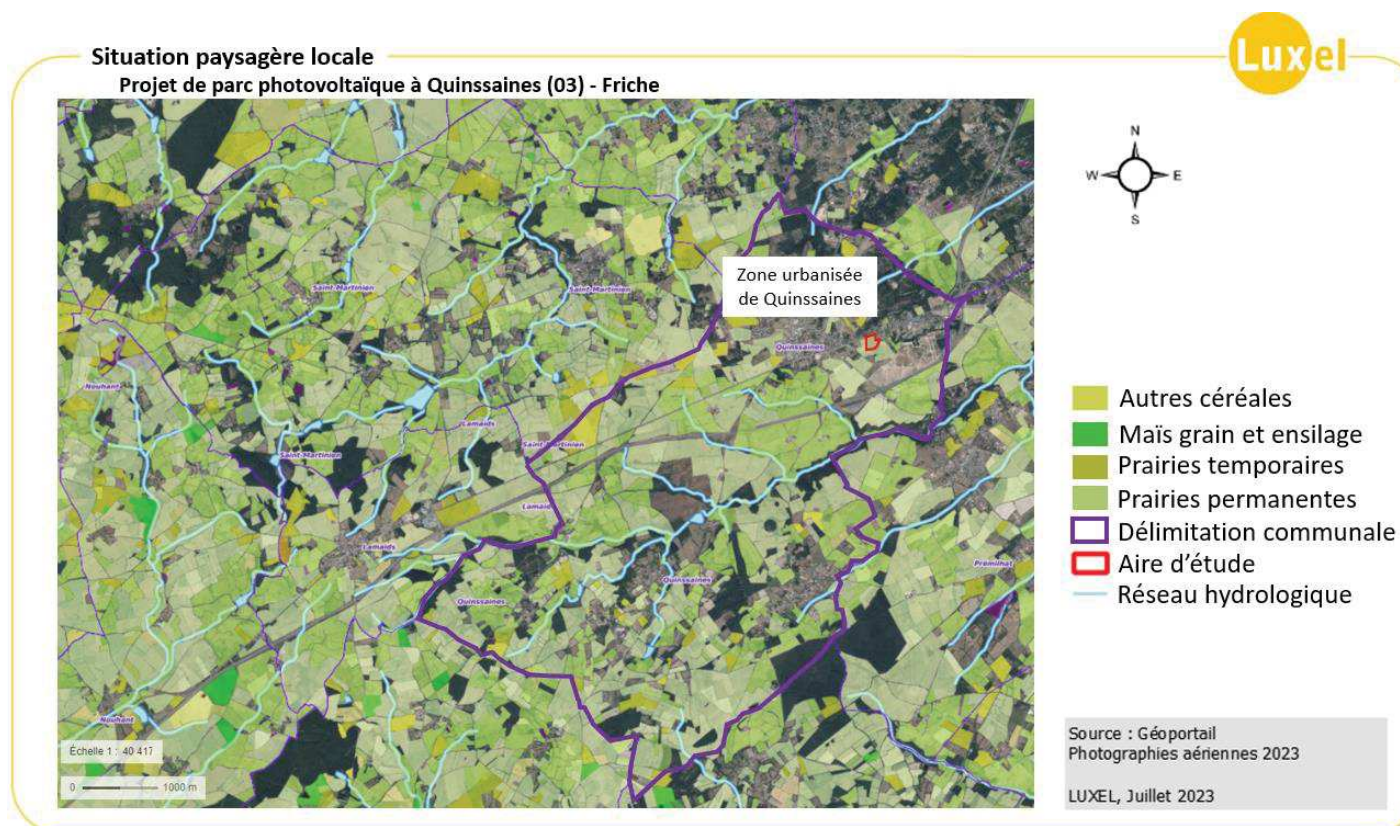 Situation paysagère locale
Projet de parc photovoltaïque à Quinssaines (03) - Friche
Luxel
N
W
E
S
Zone urbanisée
de Quinssaines
Saint-Martinien
Saint-Martinien
Quinssaines
Nouhant
Lamaids
Saint-Martinien
Saint-Martinien
Lamaids
Lamaids
Quinssaines
Prémilhat
Quinssaines
Nouhant
Échelle 1 : 40 417
0
1000 m
Autres céréales
Maïs grain et ensilage
Prairies temporaires
Prairies permanentes
Délimitation communale
Aire d'étude
Réseau hydrologique
Source : Géoportail
Photographies aériennes 2023
LUXEL, Juillet 2023